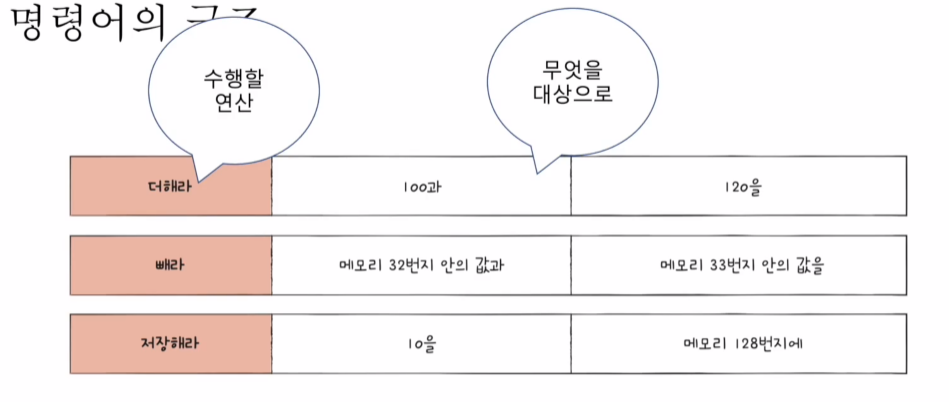 명령어의
수행할
연산
무엇을
대상으로
더해라 100과 120을
빼라 메모리 32번지 안의 값과 메모리 33번지 안의 값을
저장해라 10을 메모리 128번지에